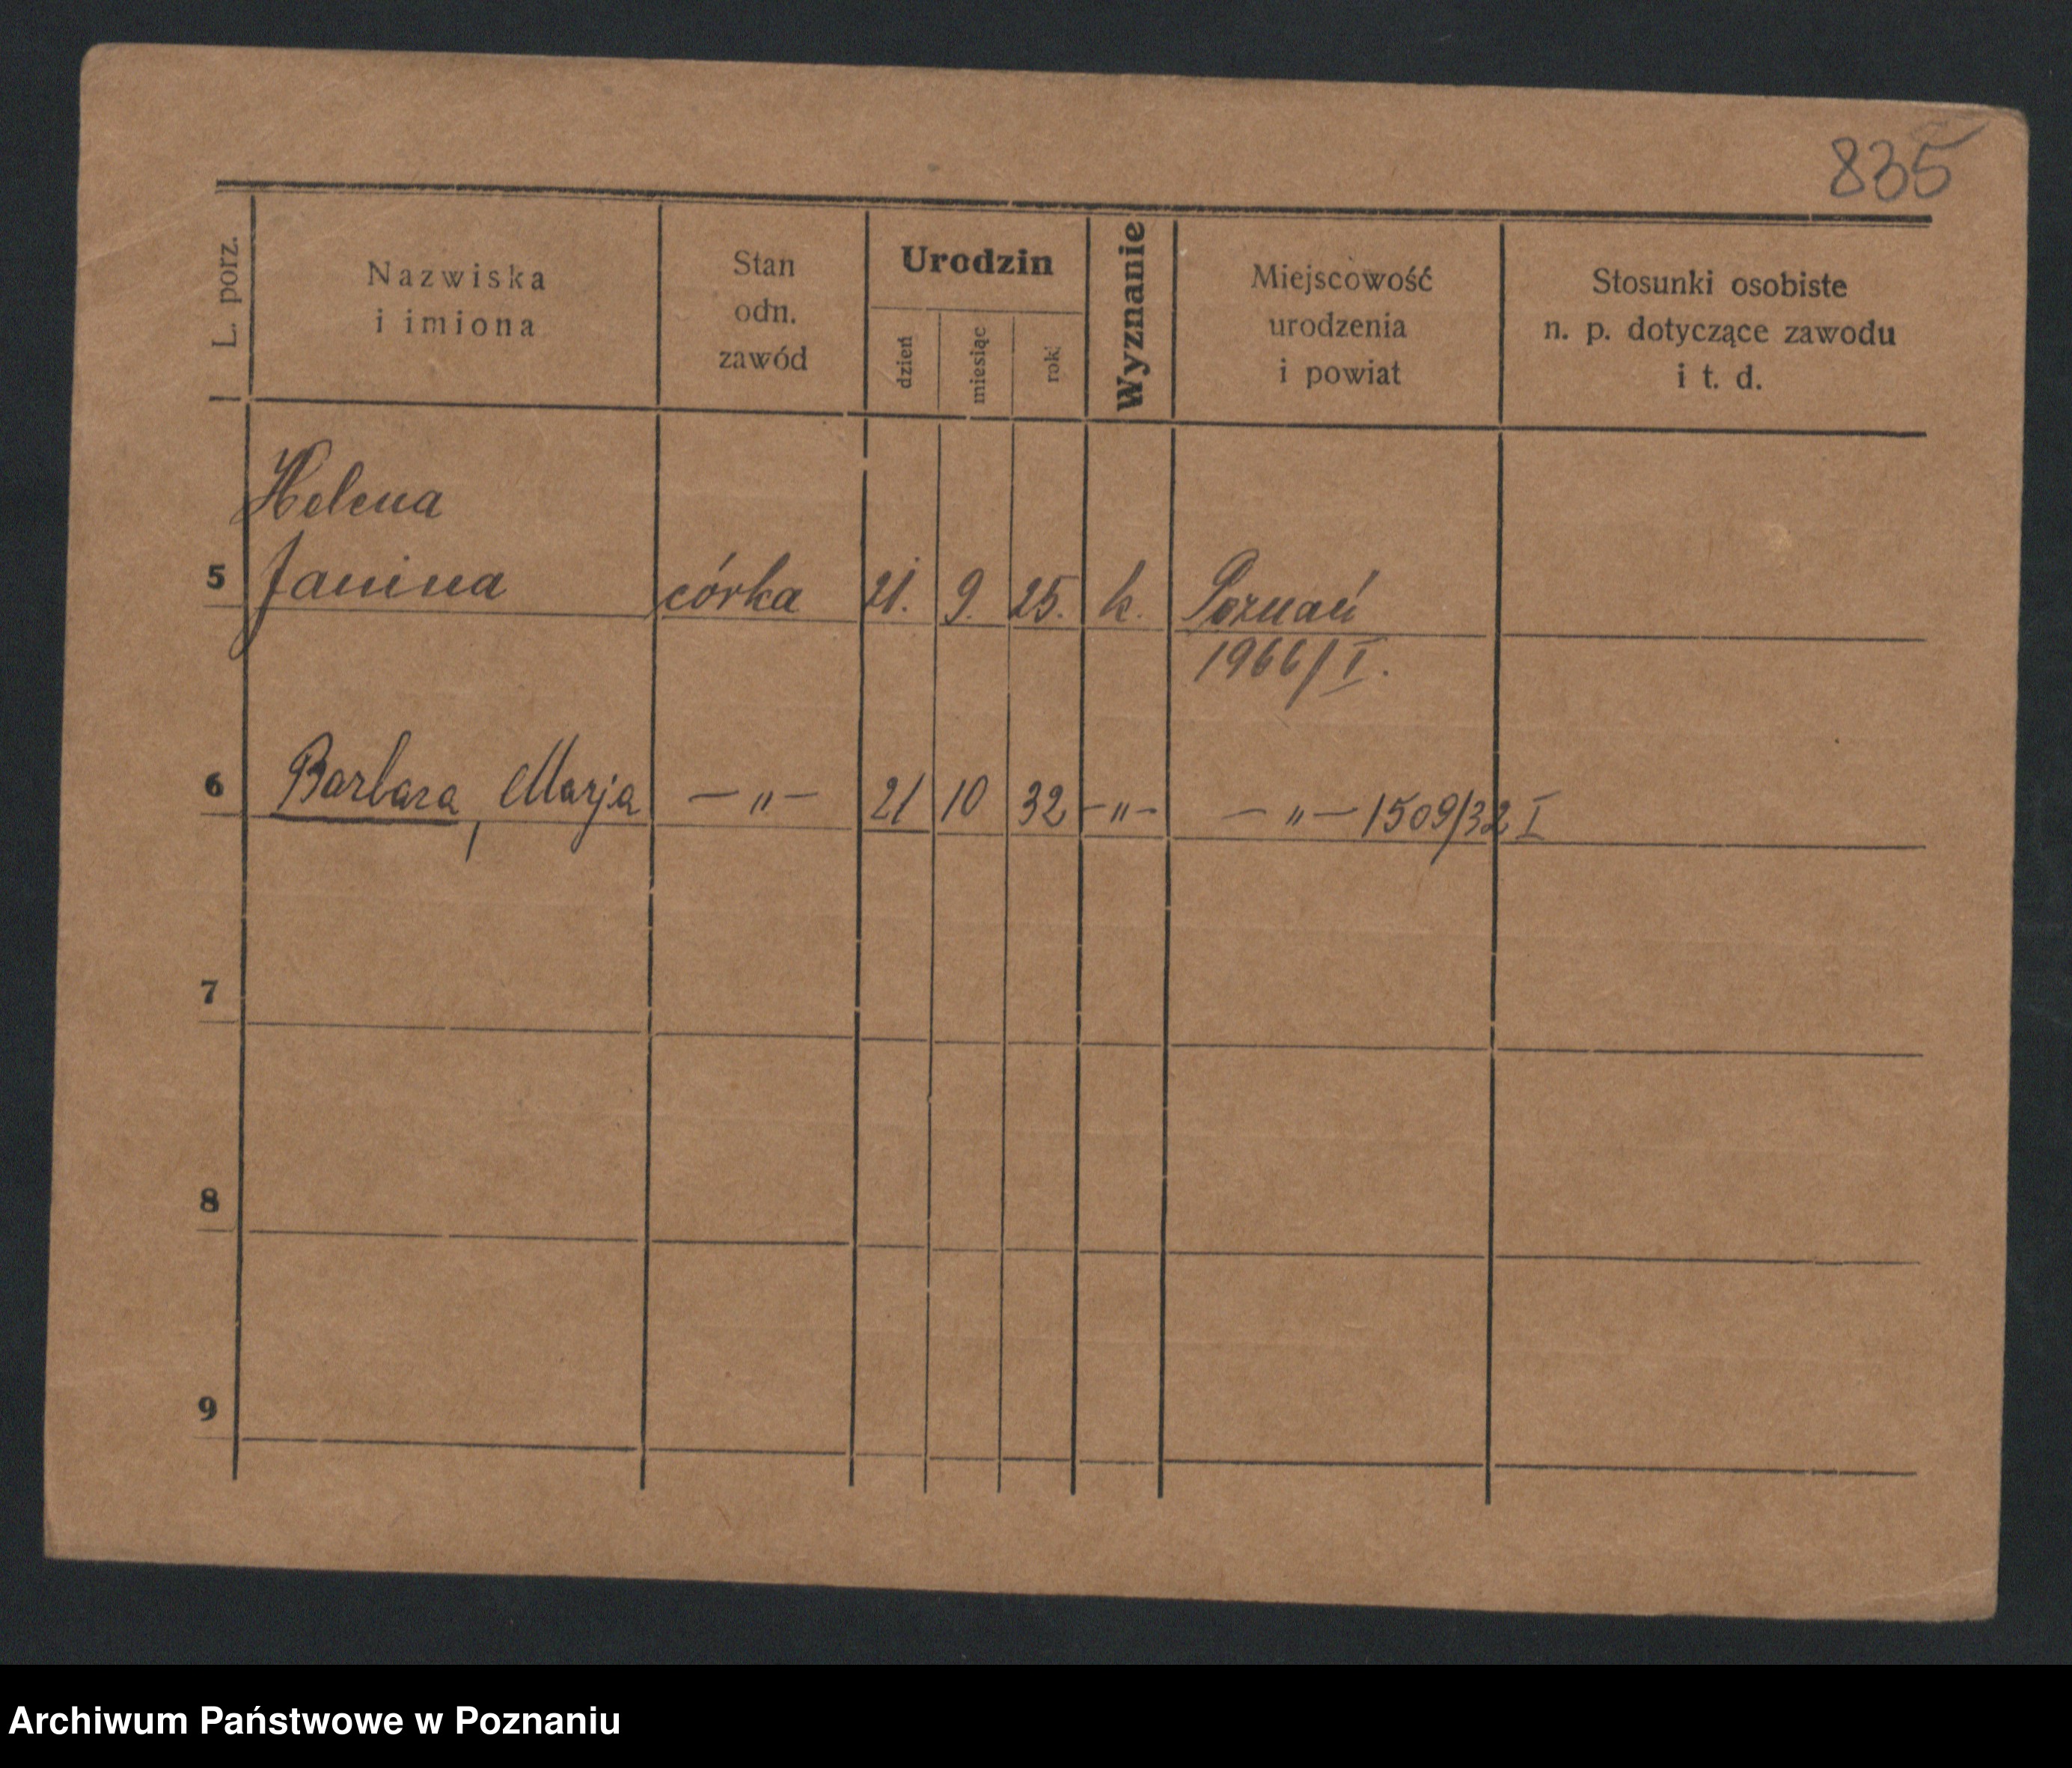 835
L. porz.
Nazwiska
i imiona
Stan
odn.
zawód
Urodzin
dzień
miesiąc
rok
Wyznanie
Miejscowość
urodzenia
i powiat
Stosunki osobiste
n. p. dotyczące zawodu
i t. d.
Helena
5 Janina córka 21. 9. 25. k. Poznań
1966/I.
6 Barbara, Marja —„— 21 10 32 —„— —„— 1509/32 I
7
8
9
Archiwum Państwowe w Poznaniu